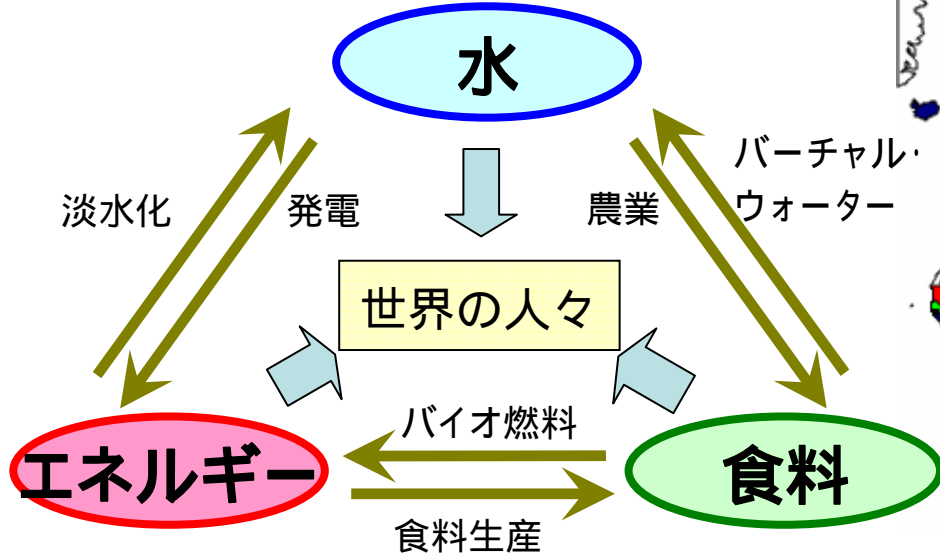 水
淡水化
発電
農業
バーチャル・
ウォーター
世界の人々
バイオ燃料
エネルギー
食料
食料生産